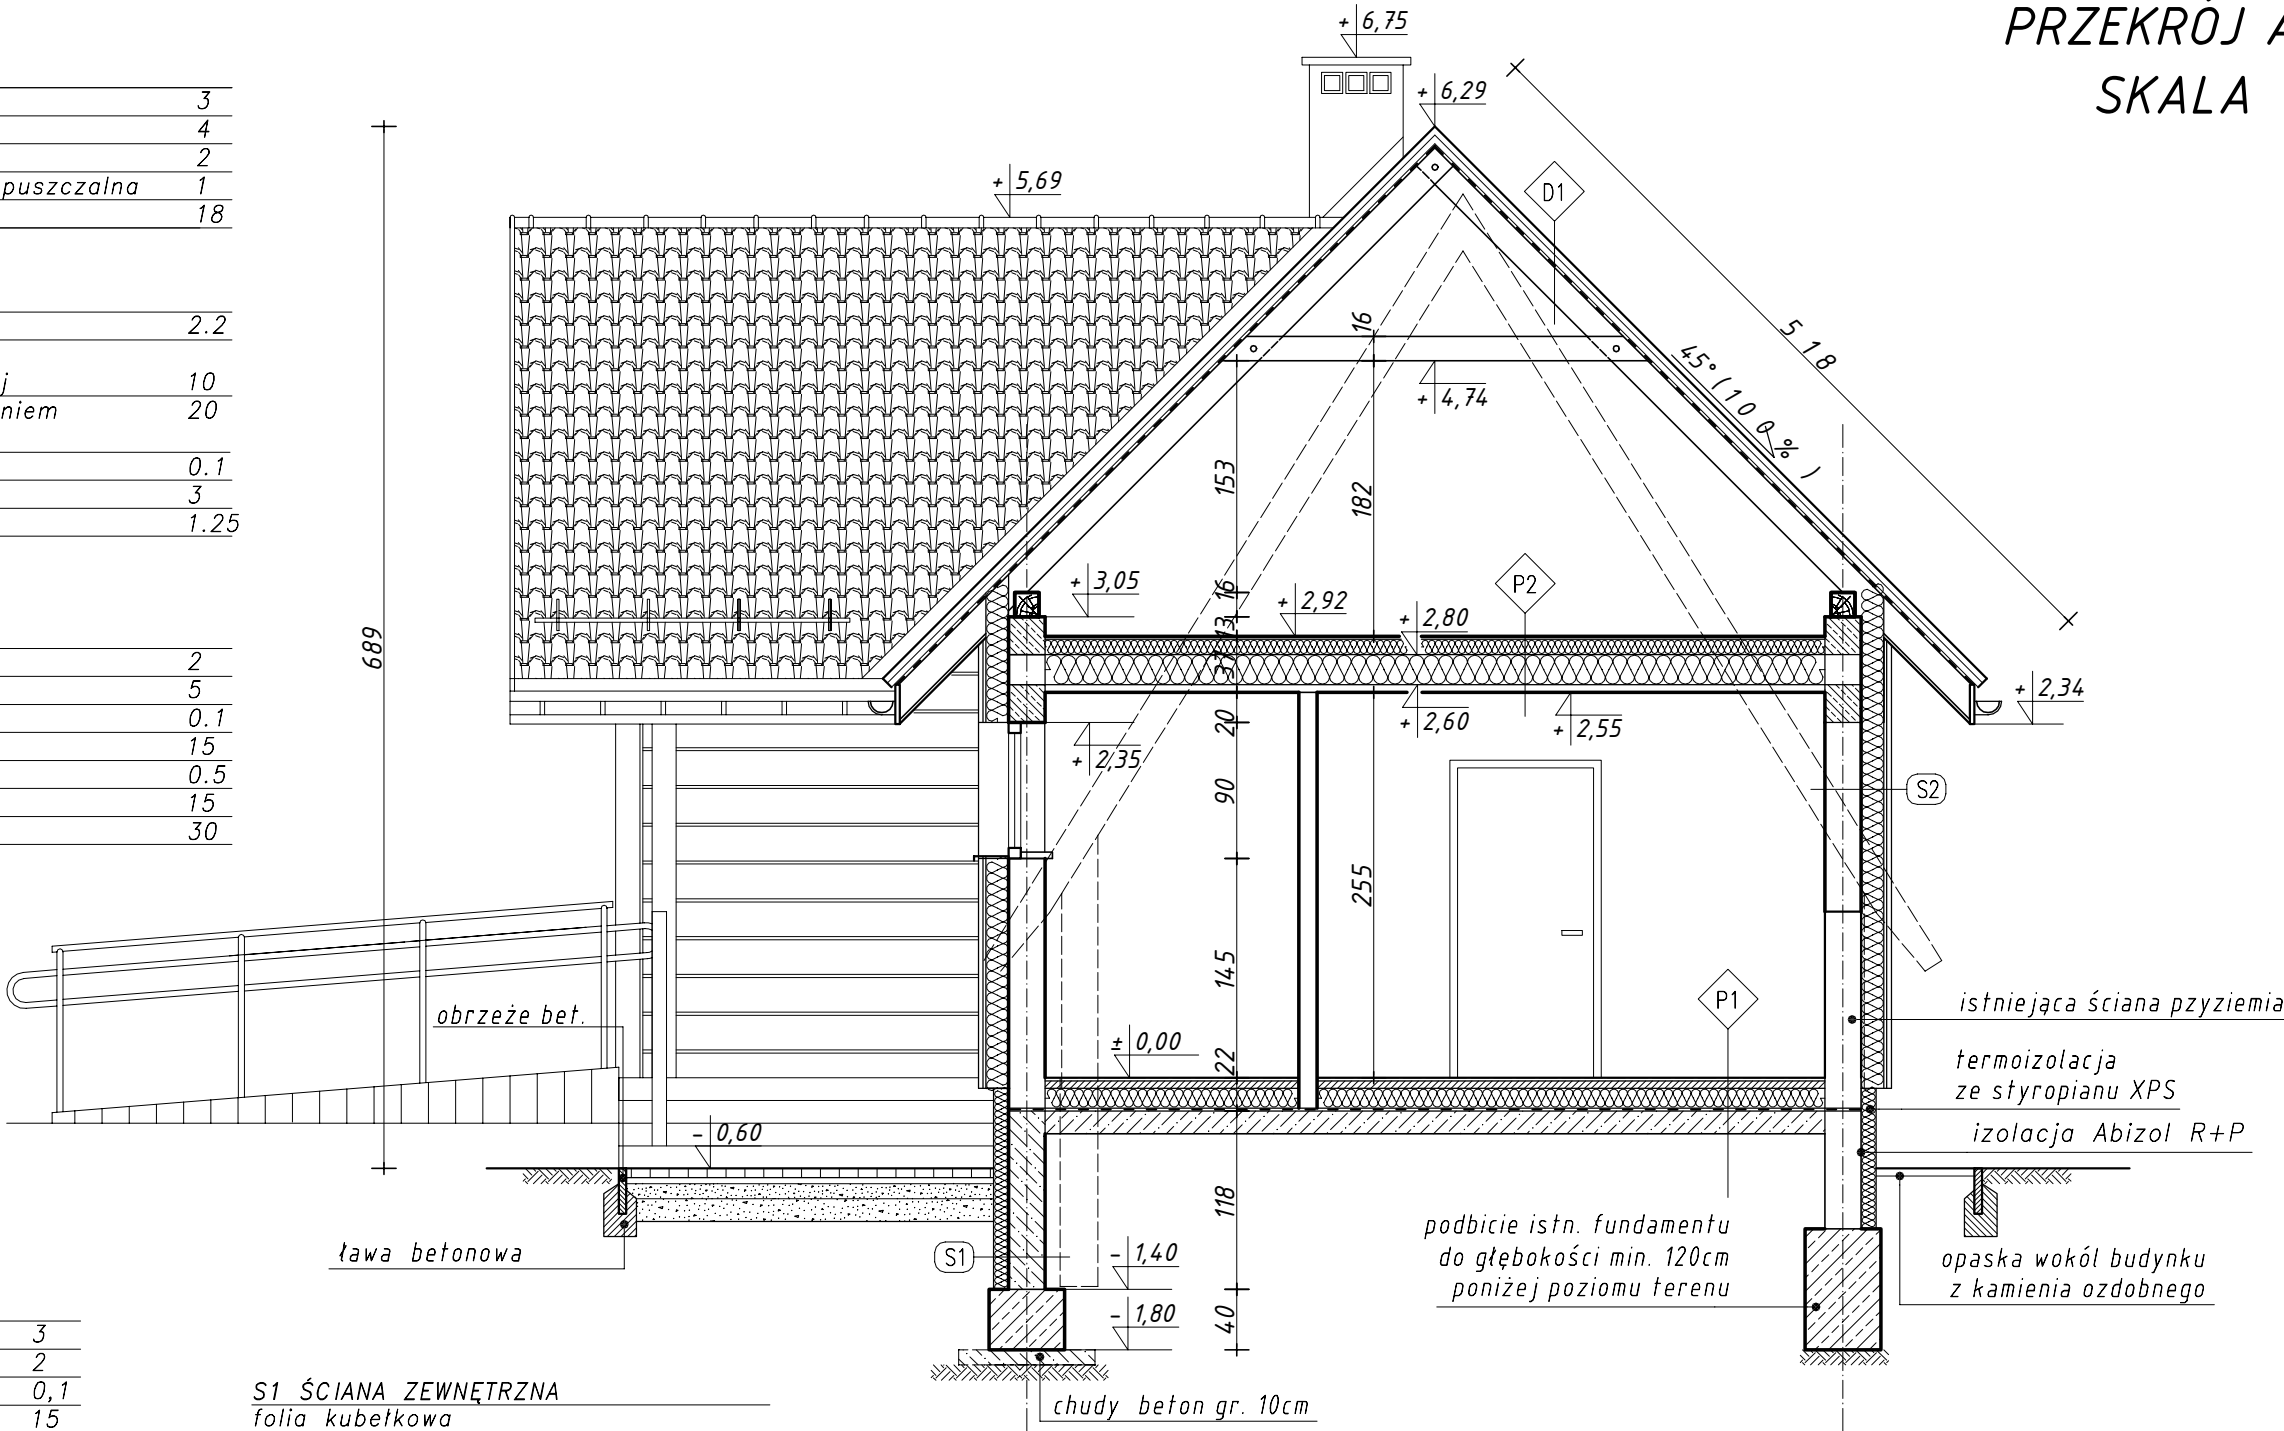 PRZEKRÓJ A
SKALA
3
4
2
puszczalna 1
18
2.2
j 10
niem 20
0.1
3
1.25
2
5
0.1
15
0.5
15
30
3
2
0,1
15
689
+ 6,75
+ 6,29
+ 5,69
D1
5 18
45° (100 % )
16
+ 4,74
153
182
+ 3,05
16
+ 2,92
13
+ 2,80
P2
37
+ 2,60
+ 2,55
+ 2,34
20
+ 2,35
90
S2
255
145
P1
obrzeże bet.
± 0,00
22
istniejąca ściana pzyziemia
termoizolacja
ze styropianu XPS
izolacja Abizol R+P
- 0,60
118
ława betonowa
S1
- 1,40
podbicie istn. fundamentu
do głębokości min. 120cm
poniżej poziomu terenu
opaska wokół budynku
z kamienia ozdobnego
- 1,80
40
chudy beton gr. 10cm
S1 ŚCIANA ZEWNĘTRZNA
folia kubełkowa